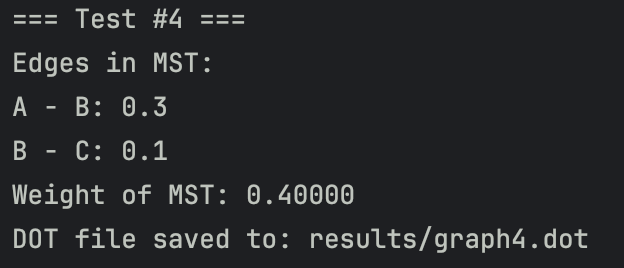 === Test #4 ===
Edges in MST:
A - B: 0.3
B - C: 0.1
Weight of MST: 0.40000
DOT file saved to: results/graph4.dot